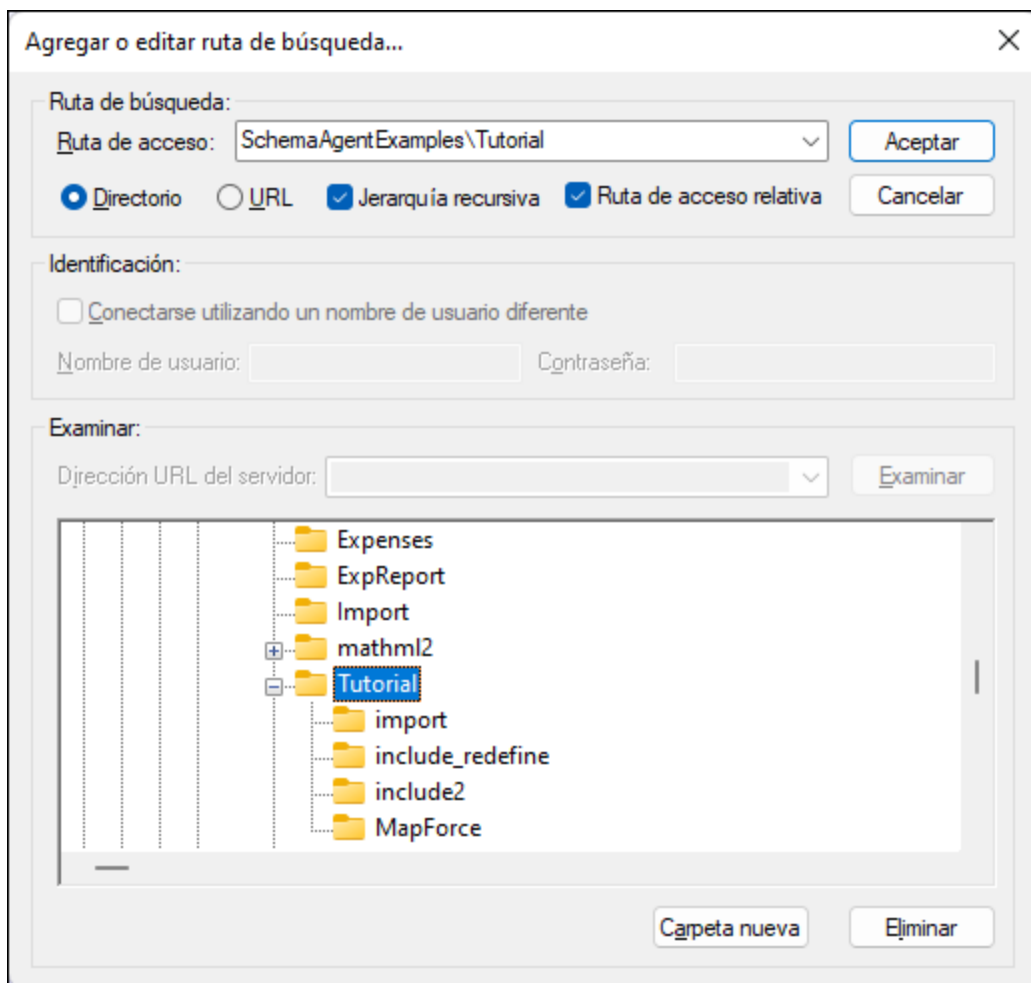 Agregar o editar ruta de búsqueda...
Ruta de búsqueda:
Ruta de acceso: SchemaAgentExamples\Tutorial Aceptar
Directorio URL Jerarquía recursiva Ruta de acceso relativa Cancelar
Identificación:
Conectarse utilizando un nombre de usuario diferente
Nombre de usuario: Contraseña:
Examinar:
Dirección URL del servidor: Examinar
Expenses
ExpReport
Import
mathml2
Tutorial
import
include_redefine
include2
MapForce
Carpeta nueva Eliminar